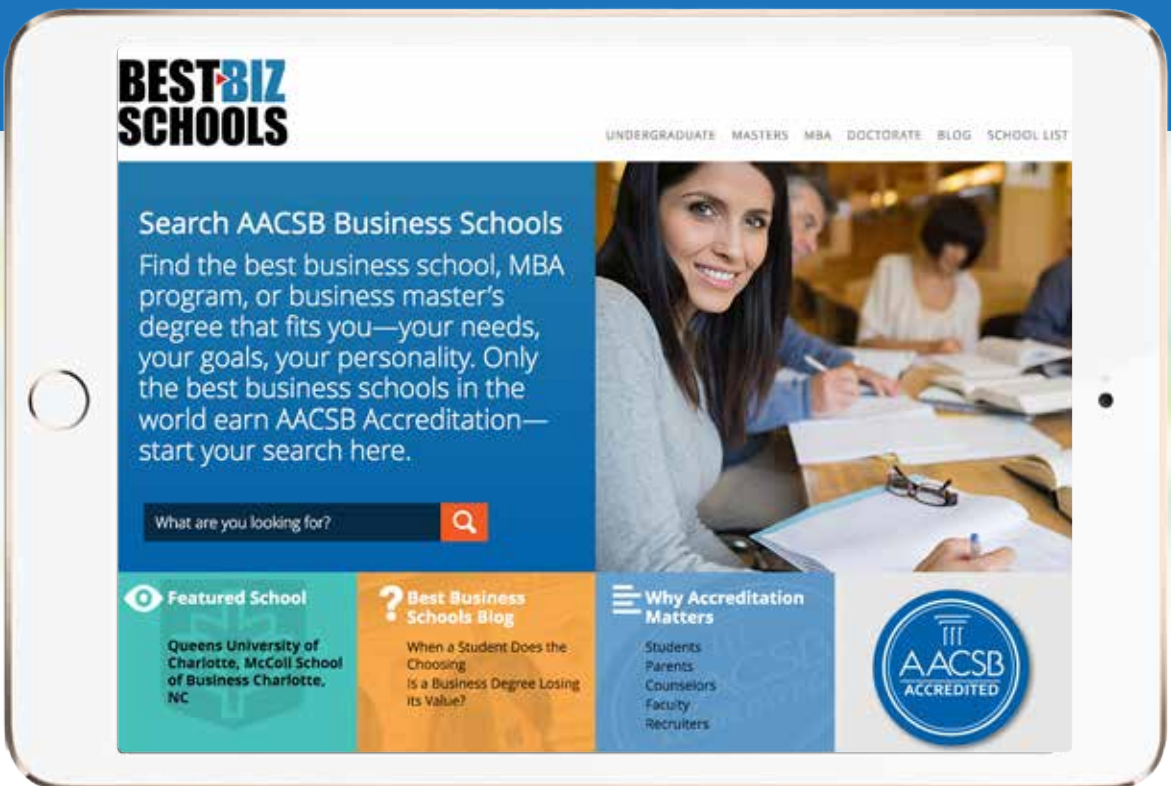 BEST BIZ
SCHOOLS
UNDERGRADUATE MASTERS MBA DOCTORATE BLOG SCHOOL LIST
Search AACSB Business Schools
Find the best business school, MBA
program, or business master's
degree that fits you—your needs,
your goals, your personality. Only
the best business schools in the
world earn AACSB Accreditation—
start your search here.
What are you looking for?
Featured School
Queens University of
Charlotte, McColl School
of Business Charlotte,
NC
Best Business
Schools Blog
When a Student Does the
Choosing
Is a Business Degree Losing
its Value?
Why Accreditation
Matters
Students
Parents
Counselors
Faculty
Recruiters
AACSB
ACCREDITED